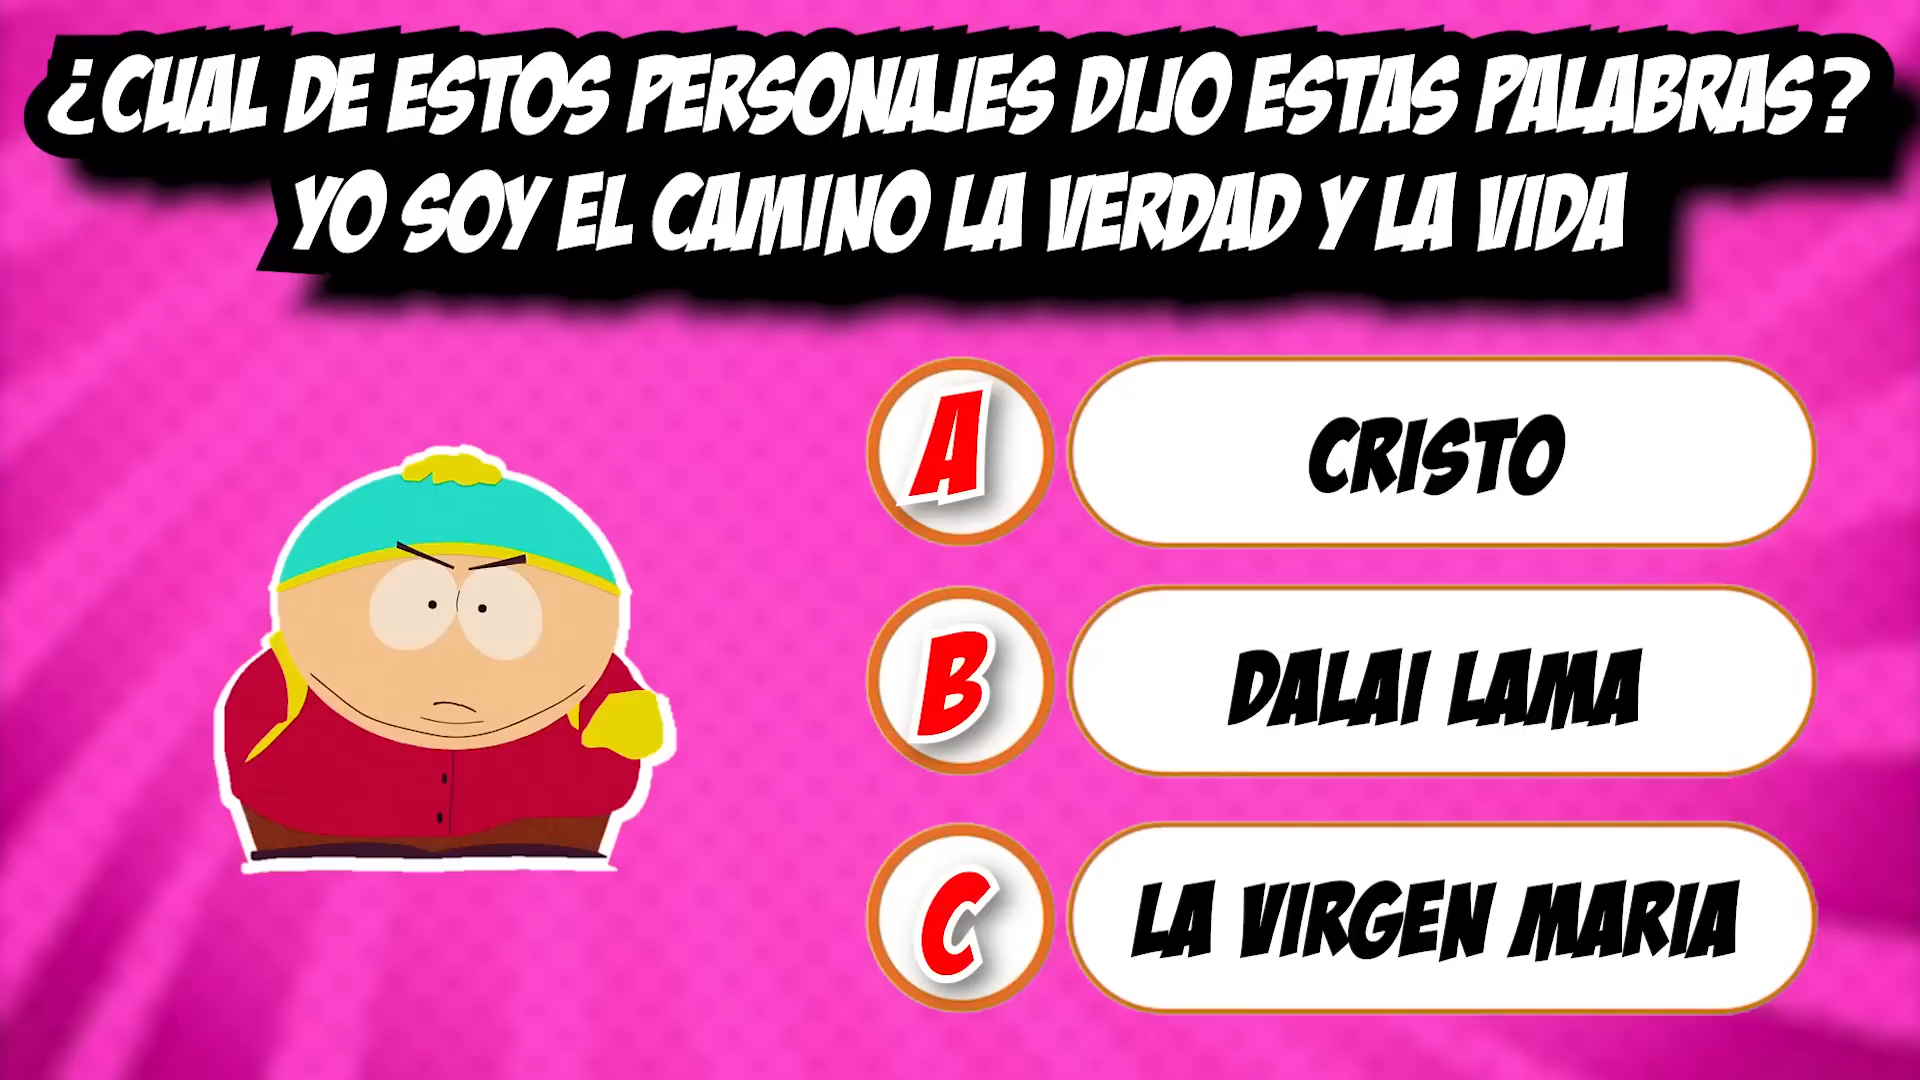 ¿CUAL DE ESTOS PERSONAJES DIJO ESTAS PALABRAS?
YO SOY EL CAMINO LA VERDAD Y LA VIDA
A CRISTO
B DALAI LAMA
C LA VIRGEN MARIA